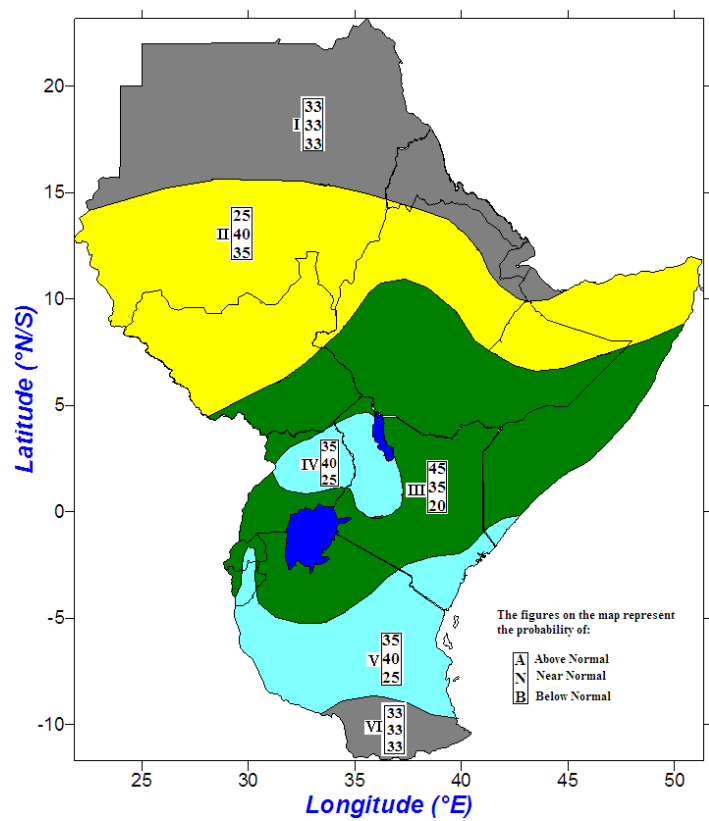 20
15
10
5
0
-5
-10
Latitude (°N/S)
I
33
33
33
II
25
40
35
IV
35
40
25
III
45
35
20
V
35
40
25
VI
33
33
33
The figures on the map represent
the probability of:
A Above Normal
N Near Normal
B Below Normal
25 30 35 40 45 50
Longitude (°E)